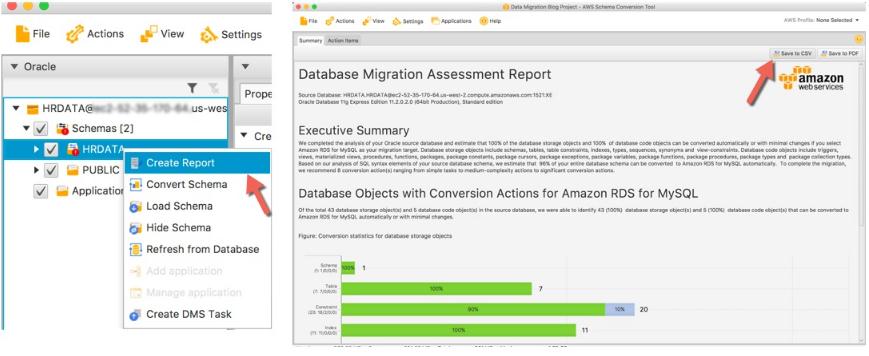 File Actions View Settings
Oracle
HRDATA@ .us-wes
Schemas [2]
HRDATA
PUBLIC
Application
Prope
Cre
Create Report
Convert Schema
Load Schema
Hide Schema
Refresh from Database
Add application
Manage application
Create DMS Task
Data Migration Blog Project - AWS Schema Conversion Tool
File Actions View Settings Applications Help
AWS Profile: None Selected
Summary Action Items
Save to CSV Save to PDF
amazon
web services
Database Migration Assessment Report
Source Database: HRDATA.HRDATA@ec2-52-35-170-64.us-west-2.compute.amazonaws.com:1521:XE
Oracle Database 11g Express Edition 11.2.0.2.0 (64bit Production), Standard edition
Executive Summary
We completed the analysis of your Oracle source database and estimate that 100% of the database storage objects and 100% of database code objects can be converted automatically or with minimal changes if you select
Amazon RDS for MySQL as your migration target. Database storage objects include schemas, tables, table constraints, indexes, types, sequences, synonyms and view-constraints. Database code objects include triggers,
views, materialized views, procedures, functions, packages, package constants, package cursors, package exceptions, package variables, package functions, package procedures, package types and package collection types.
Based on our analysis of SQL syntax elements of your source database schema, we estimate that 96% of your entire database schema can be converted to Amazon RDS for MySQL automatically. To complete the migration,
we recommend 8 conversion action(s) ranging from simple tasks to medium-complexity actions to significant conversion actions.
Database Objects with Conversion Actions for Amazon RDS for MySQL
Of the total 43 database storage object(s) and 5 database code object(s) in the source database, we were able to identify 43 (100%) database storage object(s) and 5 (100%) database code object(s) that can be converted to
Amazon RDS for MySQL automatically or with minimal changes.
Figure: Conversion statistics for database storage objects
Schema
(1: 1/0/0/0) 100% 1
Table
(7: 7/0/0/0) 100% 7
Constraint
(20: 18/2/0/0) 90% 10% 20
Index
(11: 11/0/0/0) 100% 11